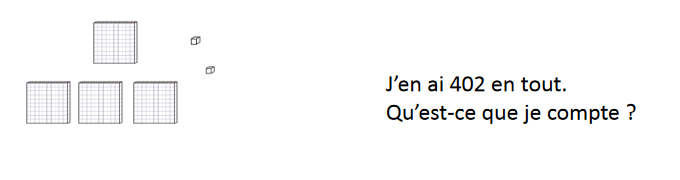 J’en ai 402 en tout.
Qu’est-ce que je compte ?